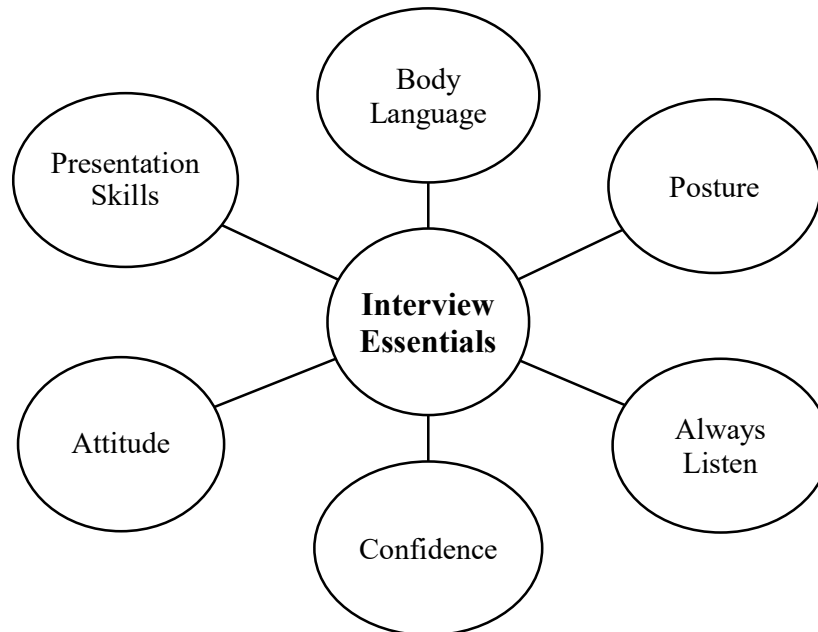 Body
Language
Presentation
Skills
Posture
Interview
Essentials
Attitude
Always
Listen
Confidence